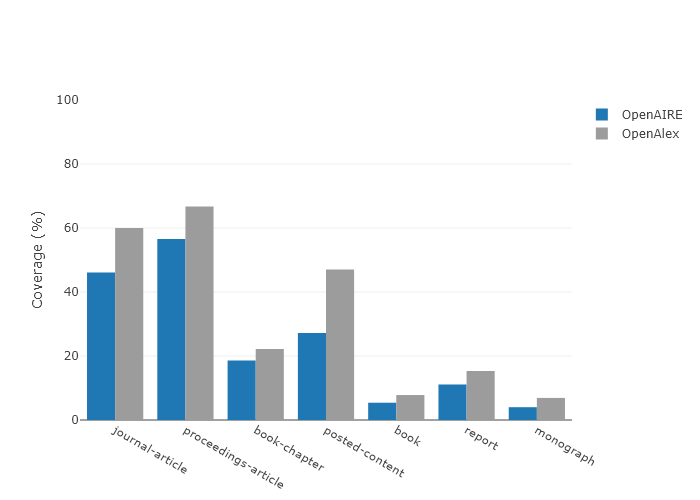 100
80
60
40
20
0
Coverage (%)
journal-article
proceedings-article
book-chapter
posted-content
book
report
monograph
OpenAIRE
OpenAlex